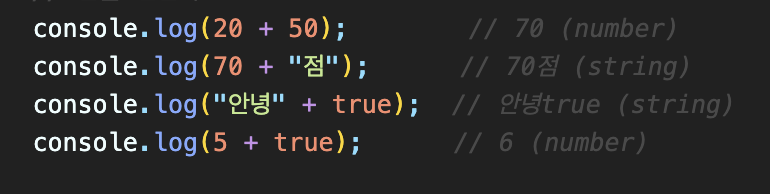 console.log(20 + 50); // 70 (number)
console.log(70 + "점"); // 70점 (string)
console.log("안녕" + true); // 안녕true (string)
console.log(5 + true); // 6 (number)